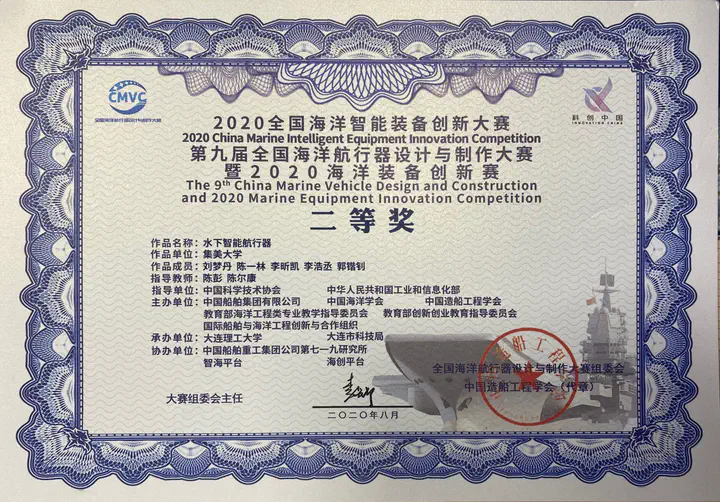 CMVC
全国海洋航行器设计与制作大赛
科创中国
INNOVATION CHINA
2020全国海洋智能装备创新大赛
2020 China Marine Intelligent Equipment Innovation Competition
第九届全国海洋航行器设计与制作大赛
暨2020海洋装备创新赛
The 9th China Marine Vehicle Design and Construction
and 2020 Marine Equipment Innovation Competition
二等奖
作品名称：水下智能航行器
作品单位：集美大学
作品成员：刘梦丹 陈一林 李昕凯 李浩丞 郭锴钊
指导教师：陈彭 陈尔康
指导单位：中国科学技术协会 中华人民共和国工业和信息化部
主办单位：中国船舶集团有限公司 中国海洋学会 中国造船工程学会
教育部海洋工程类专业教学指导委员会 教育部创新创业教育指导委员会
国际船舶与海洋工程创新与合作组织
承办单位：大连理工大学 大连市科技局
协办单位：中国船舶重工集团公司第七一九研究所
智海平台 海创平台
全国海洋航行器设计与制作大赛组委会
中国造船工程学会（代章）
大赛组委会主任
二〇二〇年八月